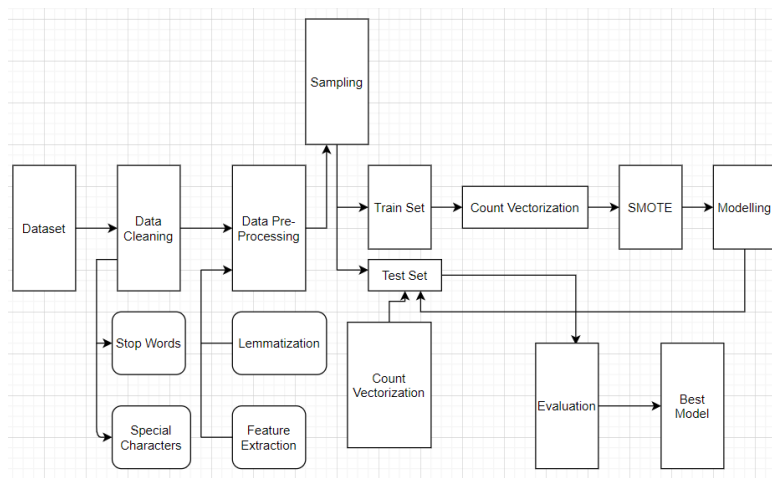 Sampling
Dataset
Data
Cleaning
Data Pre-
Processing
Train Set
Count Vectorization
SMOTE
Modelling
Test Set
Stop Words
Lemmatization
Count
Vectorization
Evaluation
Best
Model
Special
Characters
Feature
Extraction